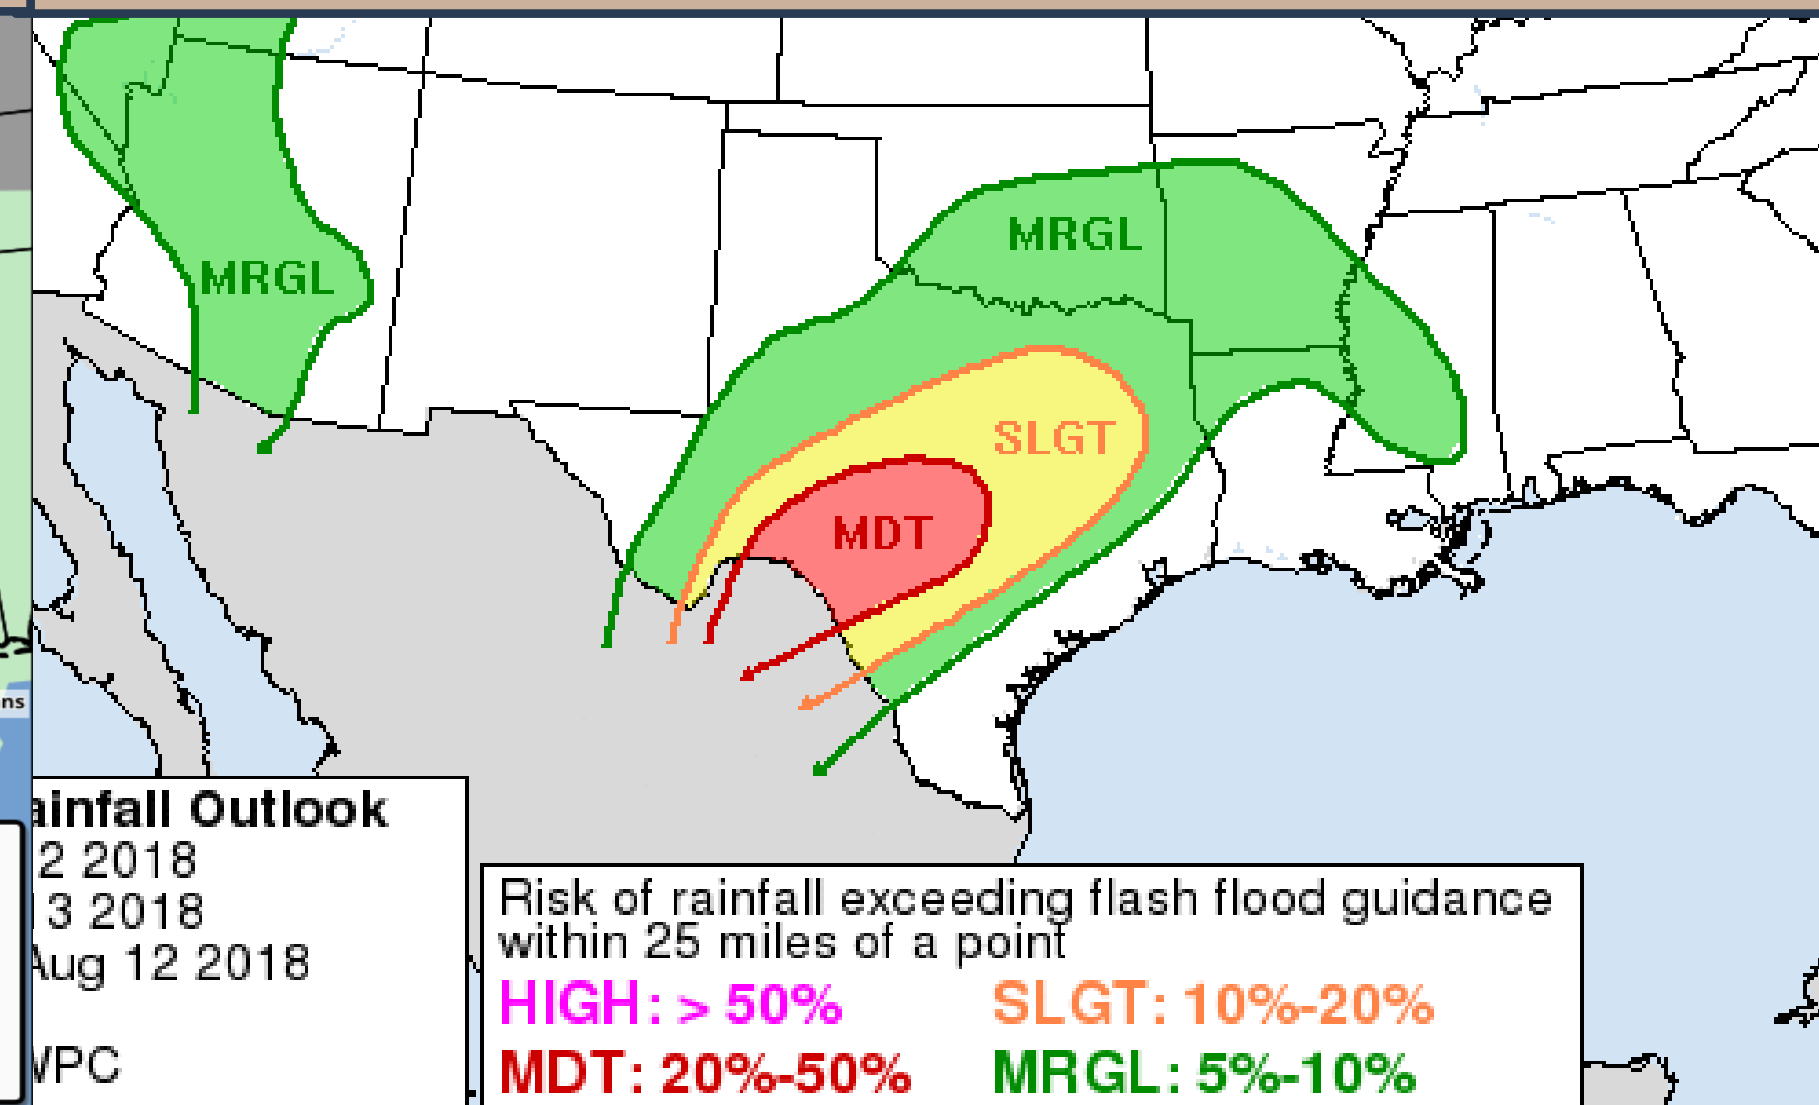 MRGL
MRGL
SLGT
MDT
ns
ainfall Outlook
2 2018
3 2018
Aug 12 2018
WPC
Risk of rainfall exceeding flash flood guidance
within 25 miles of a point
HIGH: > 50% SLGT: 10%-20%
MDT: 20%-50% MRGL: 5%-10%